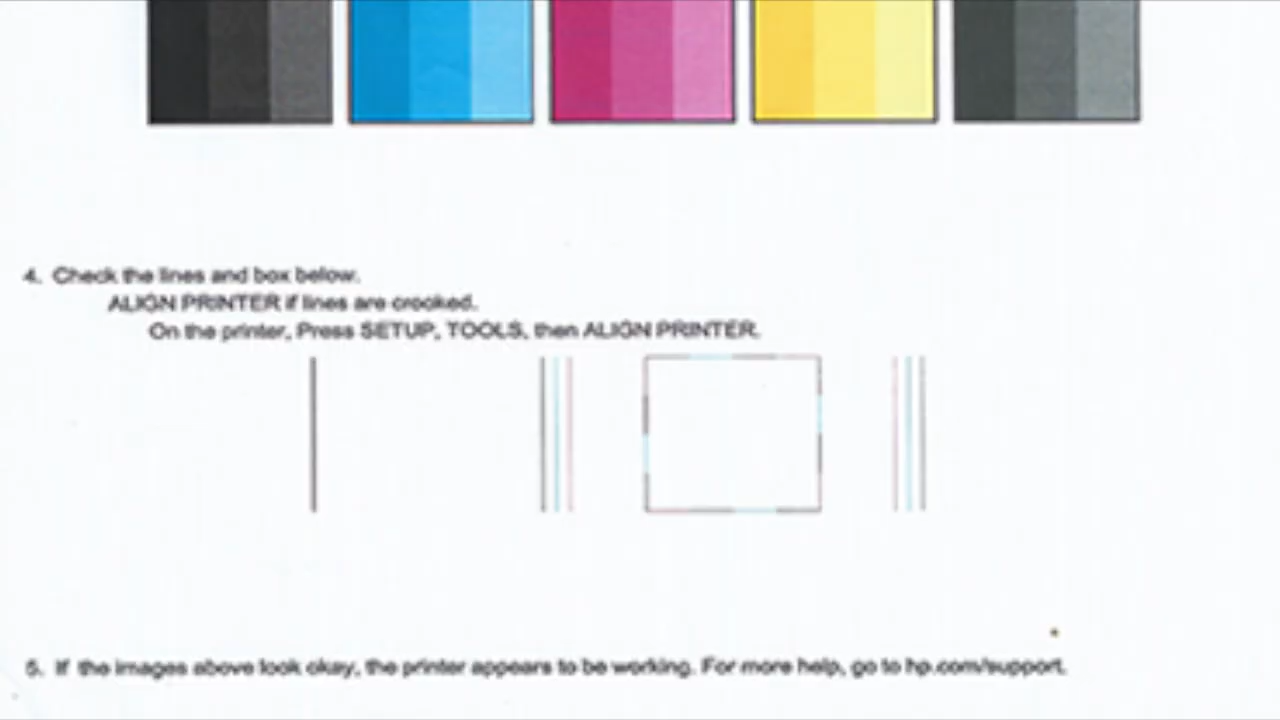 4. Check the lines and box below.
ALIGN PRINTER if lines are crooked.
On the printer, Press SETUP, TOOLS, then ALIGN PRINTER.
5. If the images above look okay, the printer appears to be working. For more help, go to hp.com/support.